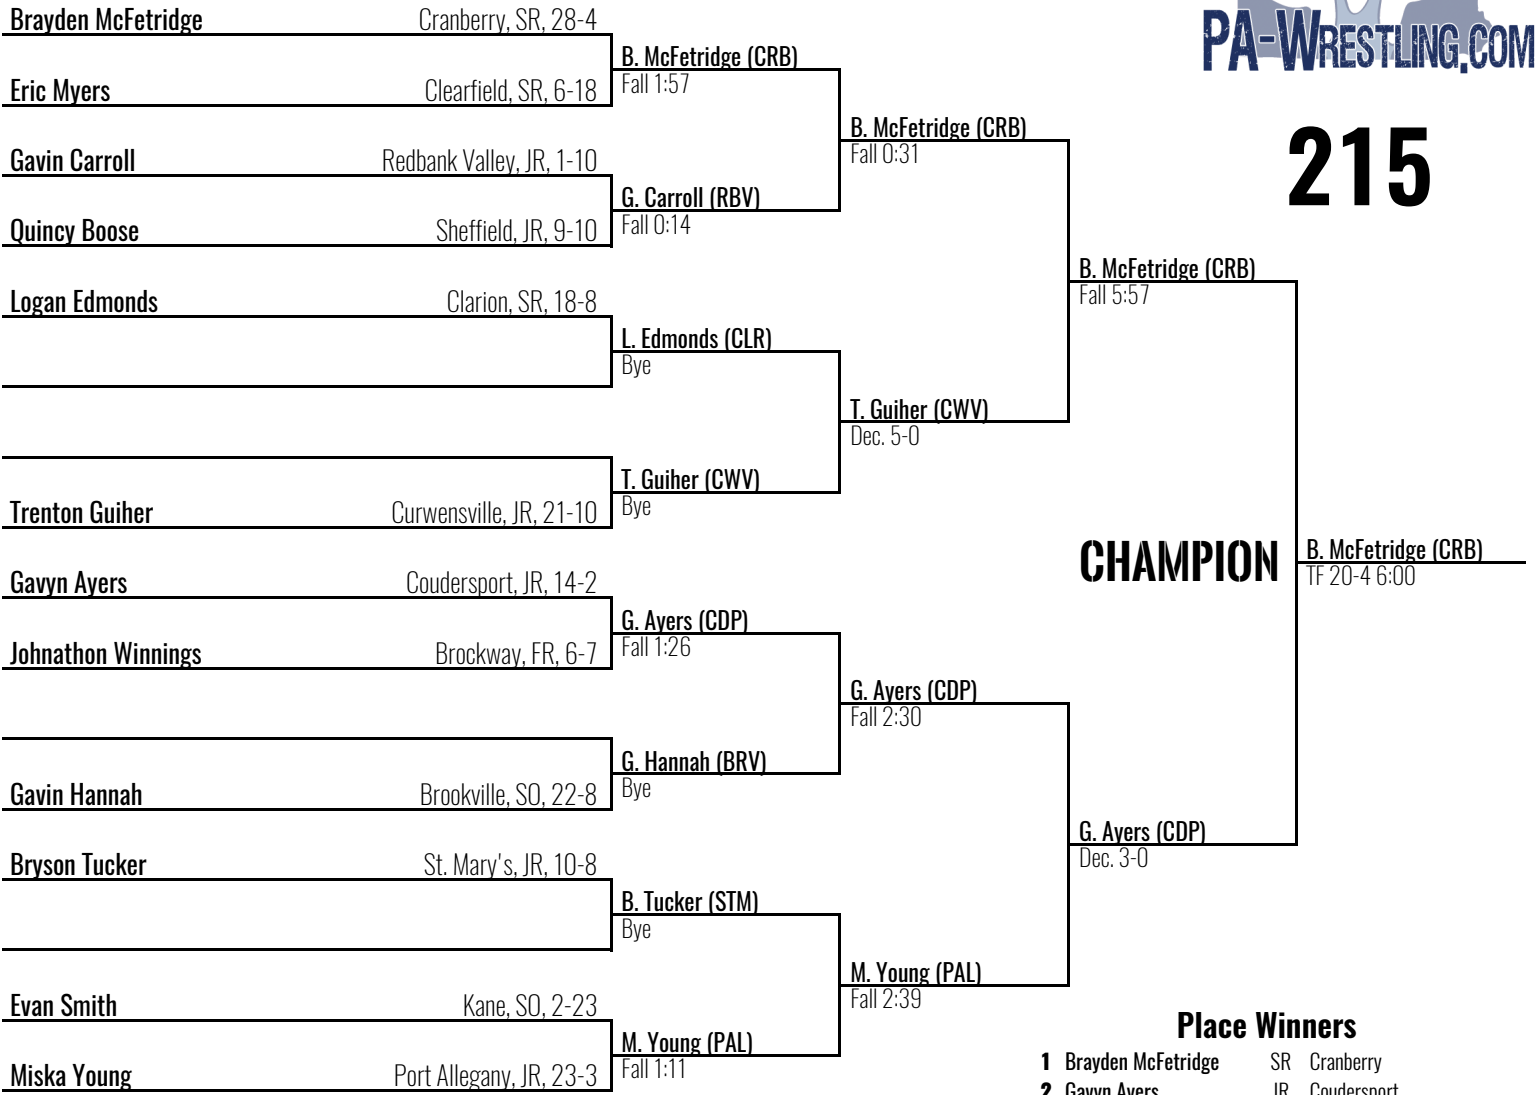 Brayden McFetridge Cranberry, SR, 28-4
Eric Myers Clearfield, SR, 6-18
Gavin Carroll Redbank Valley, JR, 1-10
Quincy Boose Sheffield, JR, 9-10
Logan Edmonds Clarion, SR, 18-8
Trenton Guiher Curwensville, JR, 21-10
Gavyn Ayers Coudersport, JR, 14-2
Johnathon Winnings Brockway, FR, 6-7
Gavin Hannah Brookville, SO, 22-8
Bryson Tucker St. Mary's, JR, 10-8
Evan Smith Kane, SO, 2-23
Miska Young Port Allegany, JR, 23-3
B. McFetridge (CRB)
Fall 1:57
G. Carroll (RBV)
Fall 0:14
L. Edmonds (CLR)
Bye
T. Guiher (CWV)
Bye
G. Ayers (CDP)
Fall 1:26
G. Hannah (BRV)
Bye
B. Tucker (STM)
Bye
M. Young (PAL)
Fall 1:11
B. McFetridge (CRB)
Fall 0:31
T. Guiher (CWV)
Dec. 5-0
G. Ayers (CDP)
Fall 2:30
M. Young (PAL)
Fall 2:39
B. McFetridge (CRB)
Fall 5:57
G. Ayers (CDP)
Dec. 3-0
CHAMPION
B. McFetridge (CRB)
TF 20-4 6:00
PA-WRESTLING.COM
215
Place Winners
1 Brayden McFetridge SR Cranberry
2 Gavyn Ayers JR Coudersport